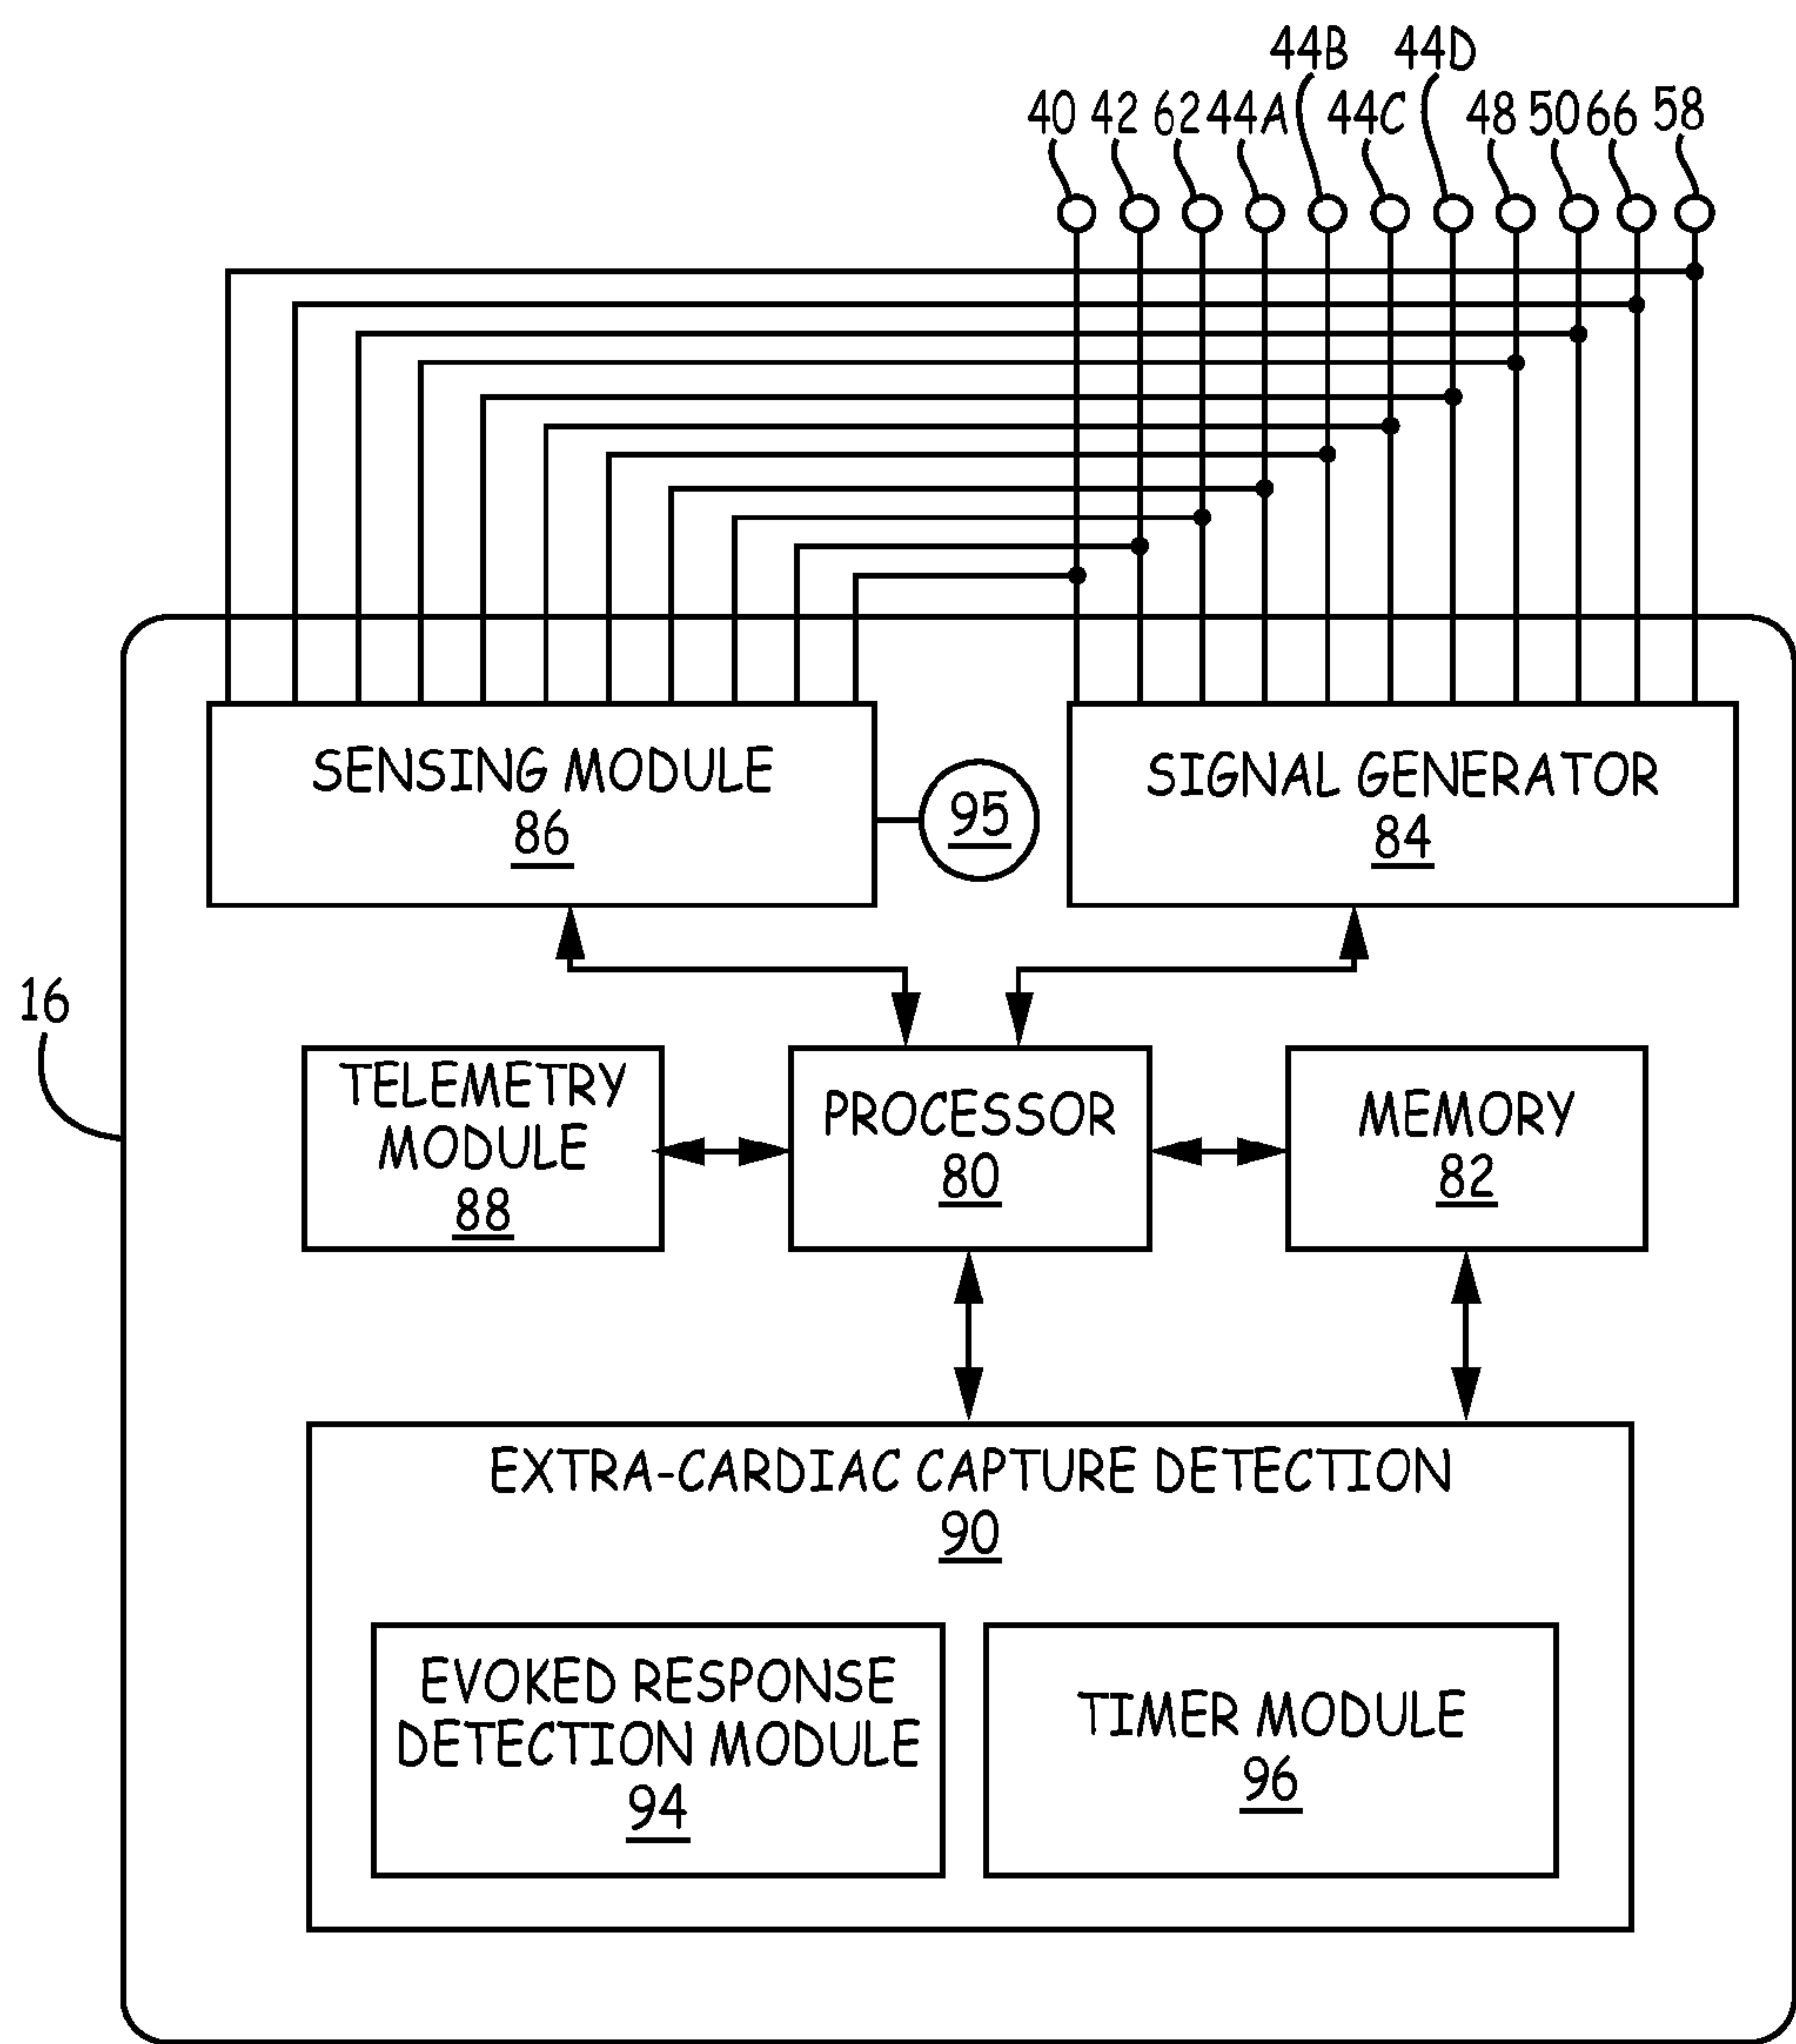 44B 44D
40 42 62 44A 44C 48 50 66 58
SENSING MODULE
86
95
SIGNAL GENERATOR
84
16
TELEMETRY
MODULE
88
PROCESSOR
80
MEMORY
82
EXTRA-CARDIAC CAPTURE DETECTION
90
EVOKED RESPONSE
DETECTION MODULE
94
TIMER MODULE
96